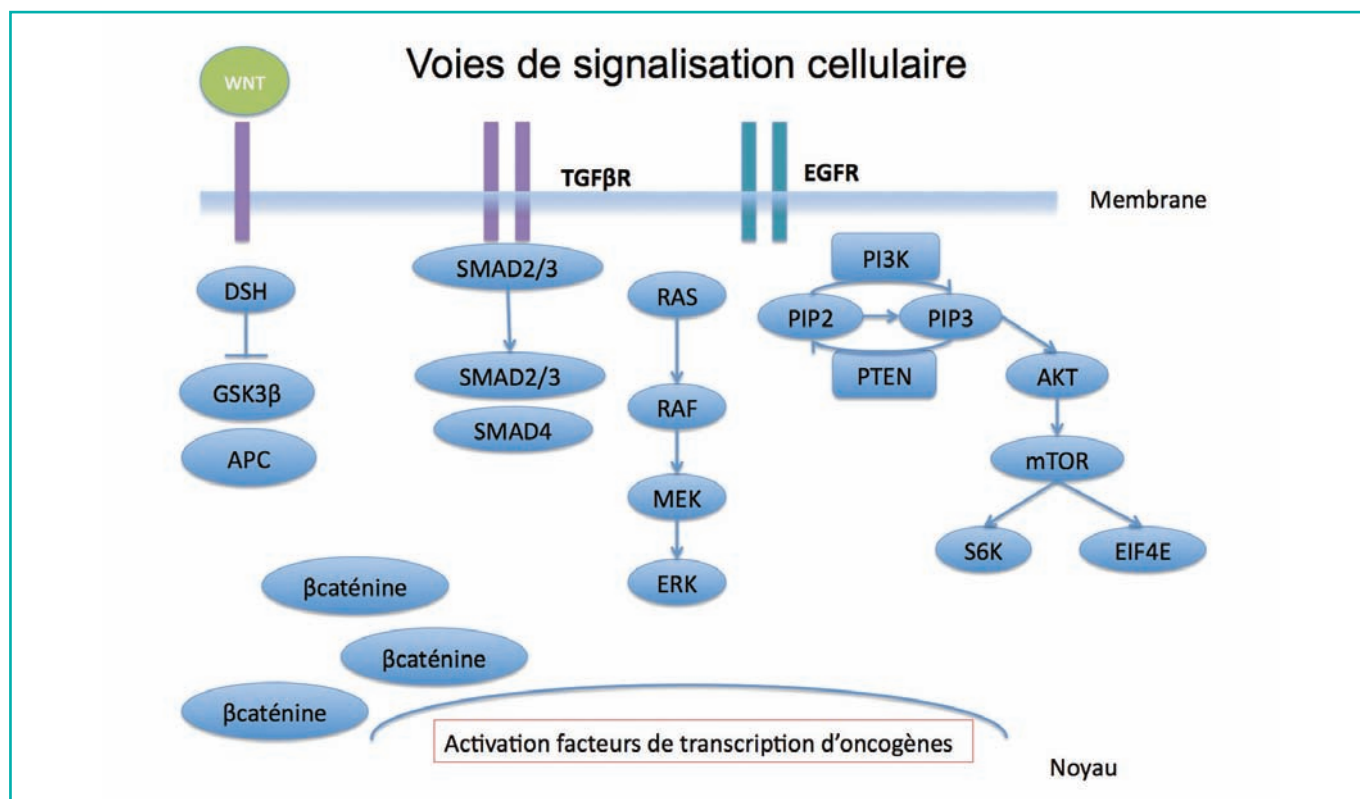 Voies de signalisation cellulaire
WNT
TGFβR
EGFR
Membrane
DSH
GSK3β
APC
SMAD2/3
SMAD2/3
SMAD4
RAS
RAF
MEK
ERK
PI3K
PIP2
PIP3
PTEN
AKT
mTOR
S6K
EIF4E
βcaténine
βcaténine
βcaténine
Activation facteurs de transcription d’oncogènes
Noyau